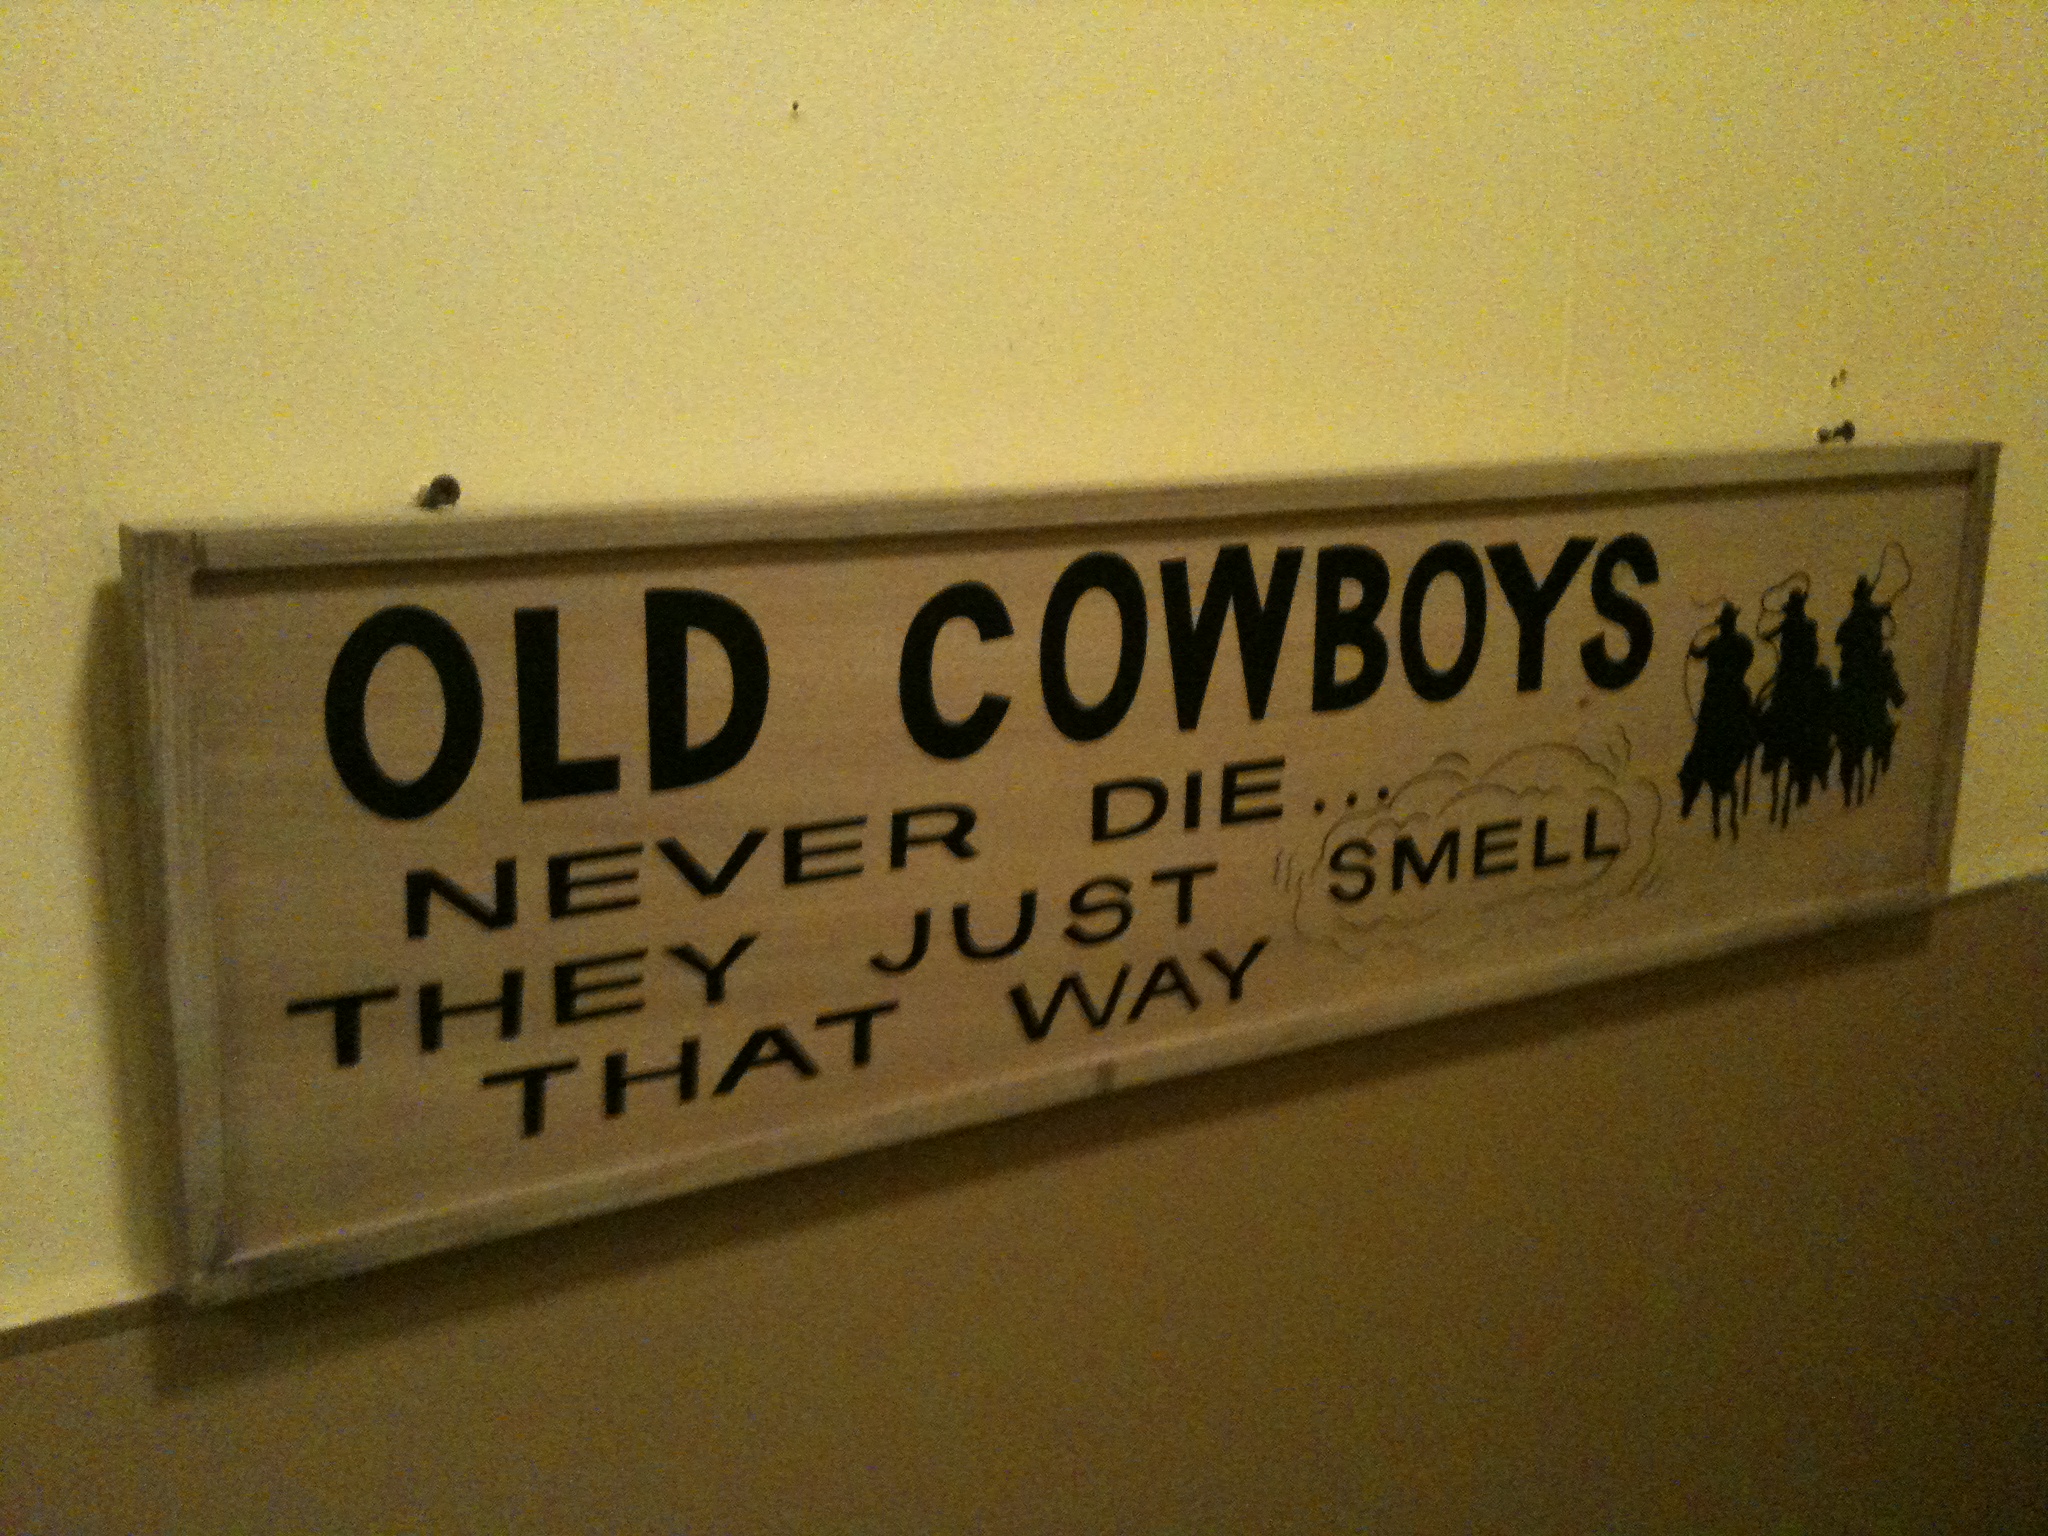 OLD COWBOYS
NEVER DIE...
THEY JUST SMELL
THAT WAY